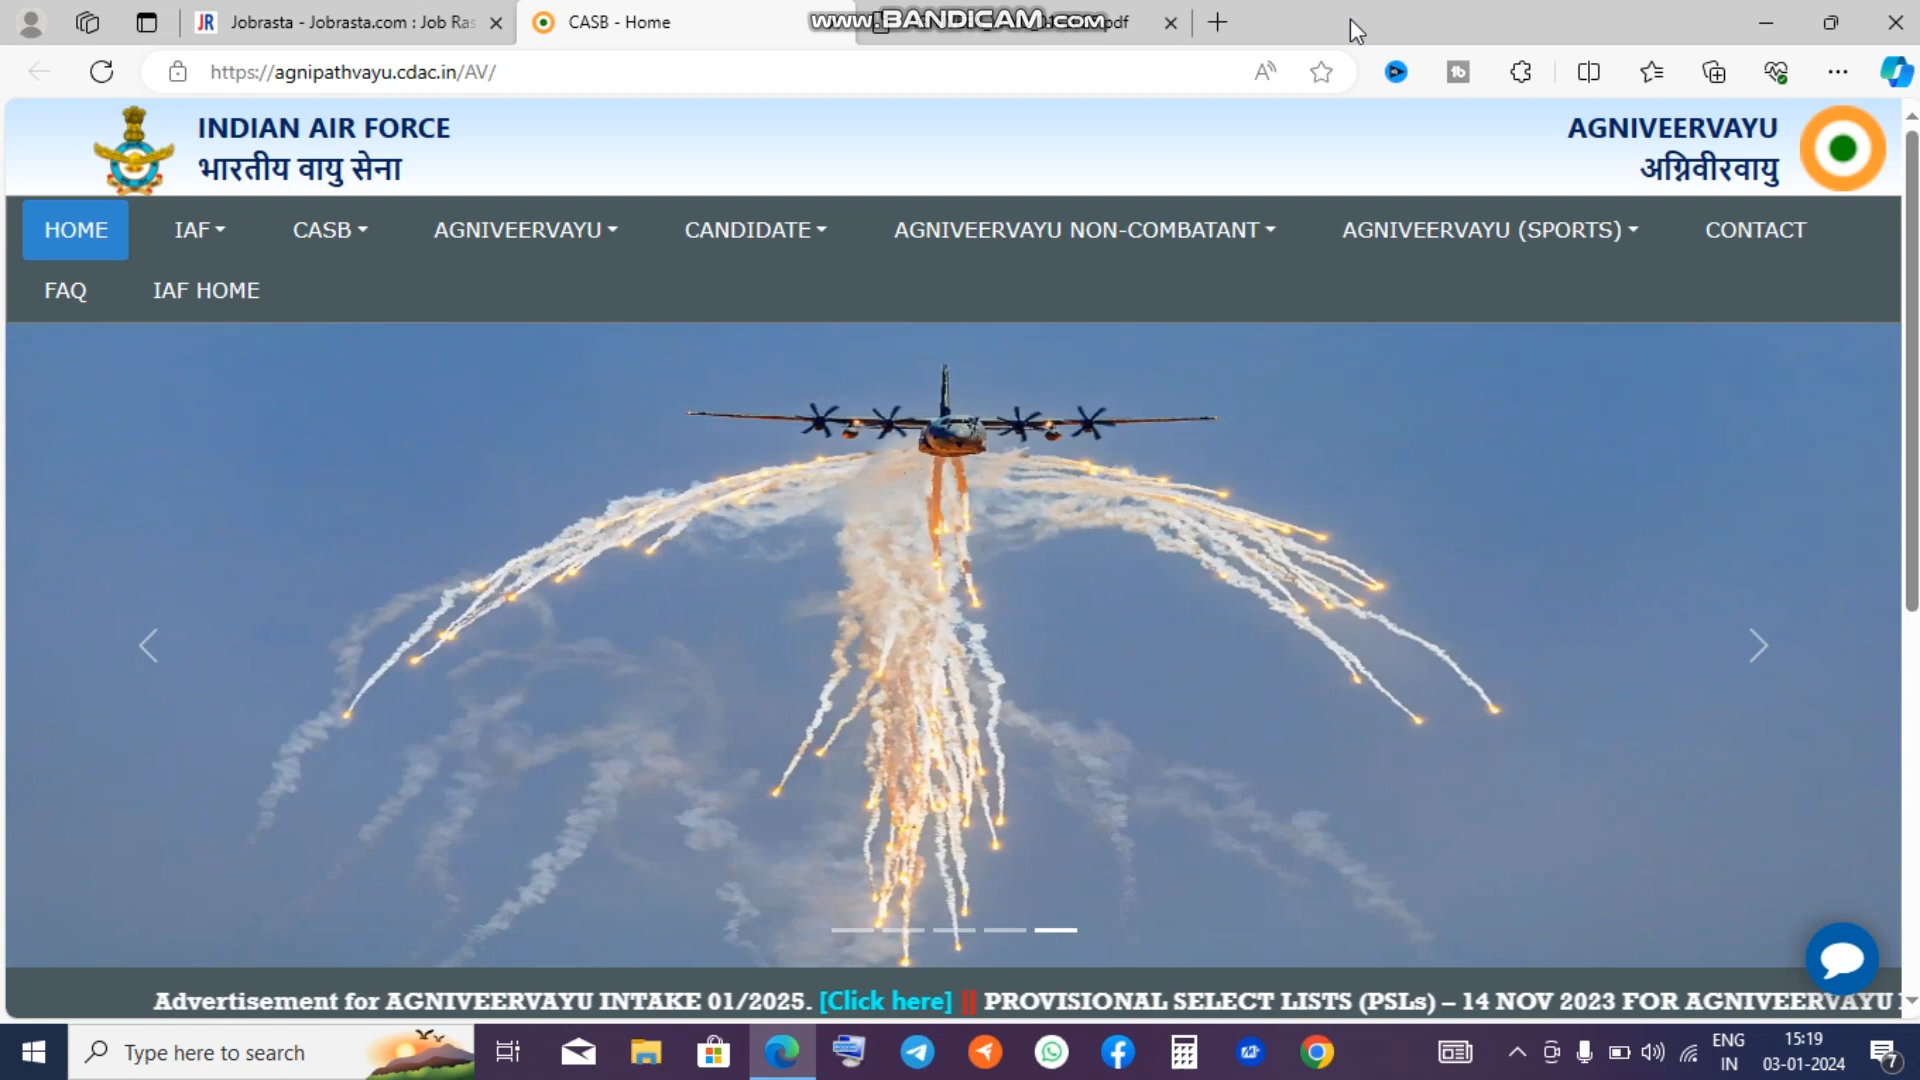 Jobrasta - Jobrasta.com : Job Ras
CASB - Home
www.BANDICAM.com
pdf
https://agnipathvayu.cdac.in/AV/
INDIAN AIR FORCE
भारतीय वायु सेना
AGNIVEERVAYU
अग्निवीरवायु
HOME
IAF
CASB
AGNIVEERVAYU
CANDIDATE
AGNIVEERVAYU NON-COMBATANT
AGNIVEERVAYU (SPORTS)
CONTACT
FAQ
IAF HOME
Advertisement for AGNIVEERVAYU INTAKE 01/2025. [Click here] || PROVISIONAL SELECT LISTS (PSLs) – 14 NOV 2023 FOR AGNIVEERVAYU
Type here to search
ENG
IN
15:19
03-01-2024
7